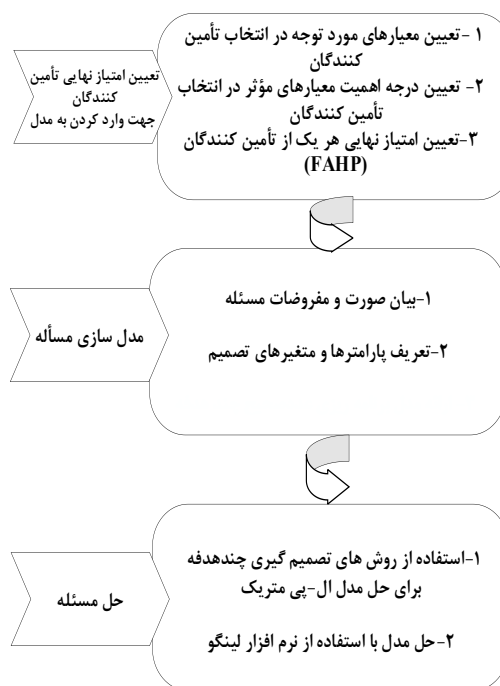 ۱ -تعیین معیارهای مورد توجه در انتخاب تأمین
کنندگان
۲- تعیین درجه اهمیت معیارهای مؤثر در انتخاب
تأمین کنندگان
۳-تعیین امتیاز نهایی هر یک از تأمین کنندگان
(FAHP)
تعیین امتیاز نهایی تأمین
کنندگان
جهت وارد کردن به مدل
۱-بیان صورت و مفروضات مسئله
۲-تعریف پارامترها و متغیرهای تصمیم
مدل سازی مسأله
۱-استفاده از روش های تصمیم گیری چندهدفه
برای حل مدل ال-پی متریک
۲-حل مدل با استفاده از نرم افزار لینگو
حل مسئله